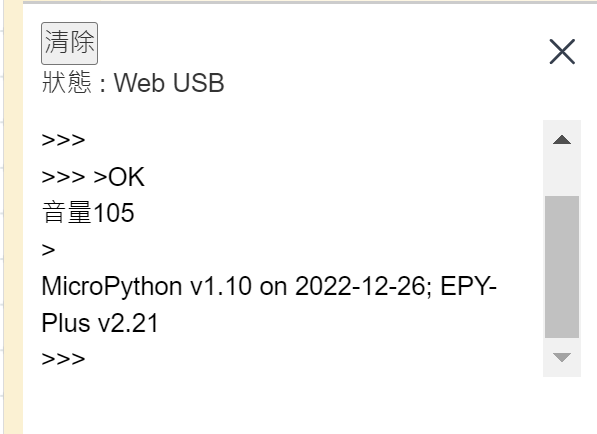 清除
狀態 : Web USB
>>>
>>> >OK
音量105
>
MicroPython v1.10 on 2022-12-26; EPY-
Plus v2.21
>>>